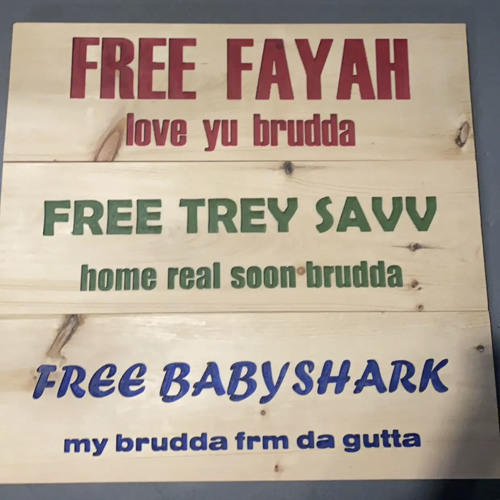 FREE FAYAH
love yu brudda
FREE TREY SAVV
home real soon brudda
FREE BABYSHARK
my brudda frm da gutta